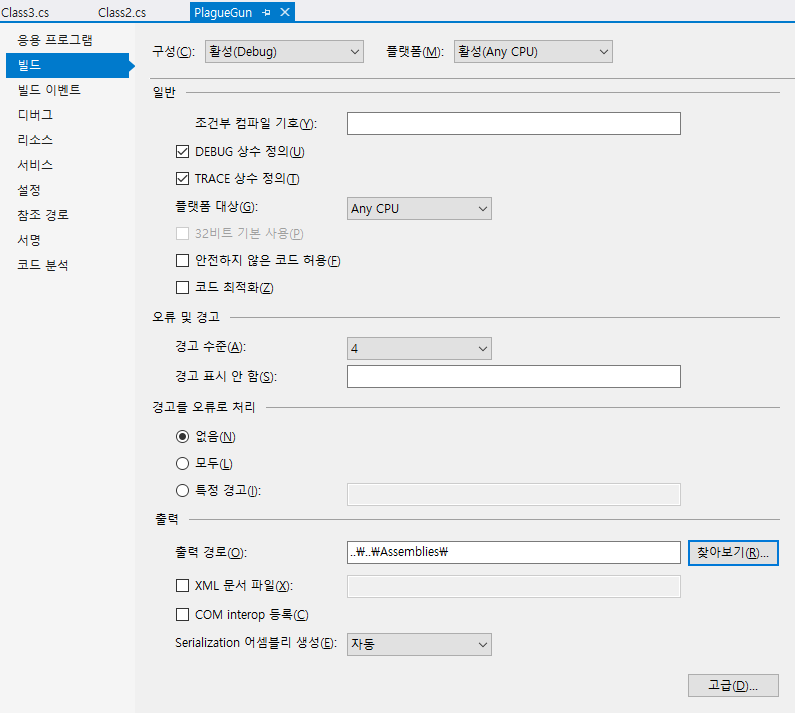 Class3.cs Class2.cs PlagueGun
응용 프로그램
빌드
빌드 이벤트
디버그
리소스
서비스
설정
참조 경로
서명
코드 분석
구성(C): 활성(Debug) 플랫폼(M): 활성(Any CPU)
일반
조건부 컴파일 기호(Y):
DEBUG 상수 정의(U)
TRACE 상수 정의(T)
플랫폼 대상(G): Any CPU
32비트 기본 사용(P)
안전하지 않은 코드 허용(F)
코드 최적화(Z)
오류 및 경고
경고 수준(A): 4
경고 표시 안 함(S):
경고를 오류로 처리
없음(N)
모두(L)
특정 경고(I):
출력
출력 경로(O): ..₩..₩Assemblies₩ 찾아보기(R)...
XML 문서 파일(X):
COM interop 등록(C)
Serialization 어셈블리 생성(E): 자동
고급(D)...